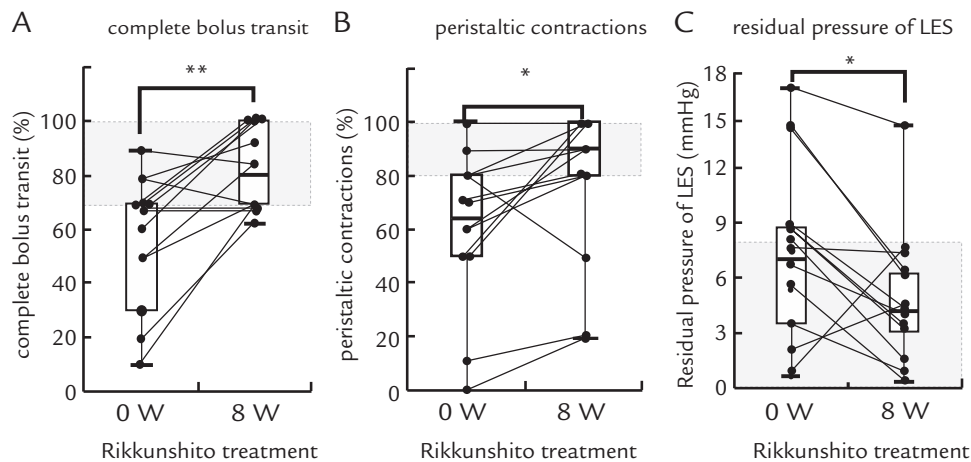 A complete bolus transit
complete bolus transit (%)
**
100
80
60
40
20
0
0 W 8 W
Rikkunshito treatment
B peristaltic contractions
peristaltic contractions (%)
*
100
80
60
40
20
0
0 W 8 W
Rikkunshito treatment
C residual pressure of LES
Residual pressure of LES (mmHg)
*
18
15
12
9
6
3
0
0 W 8 W
Rikkunshito treatment